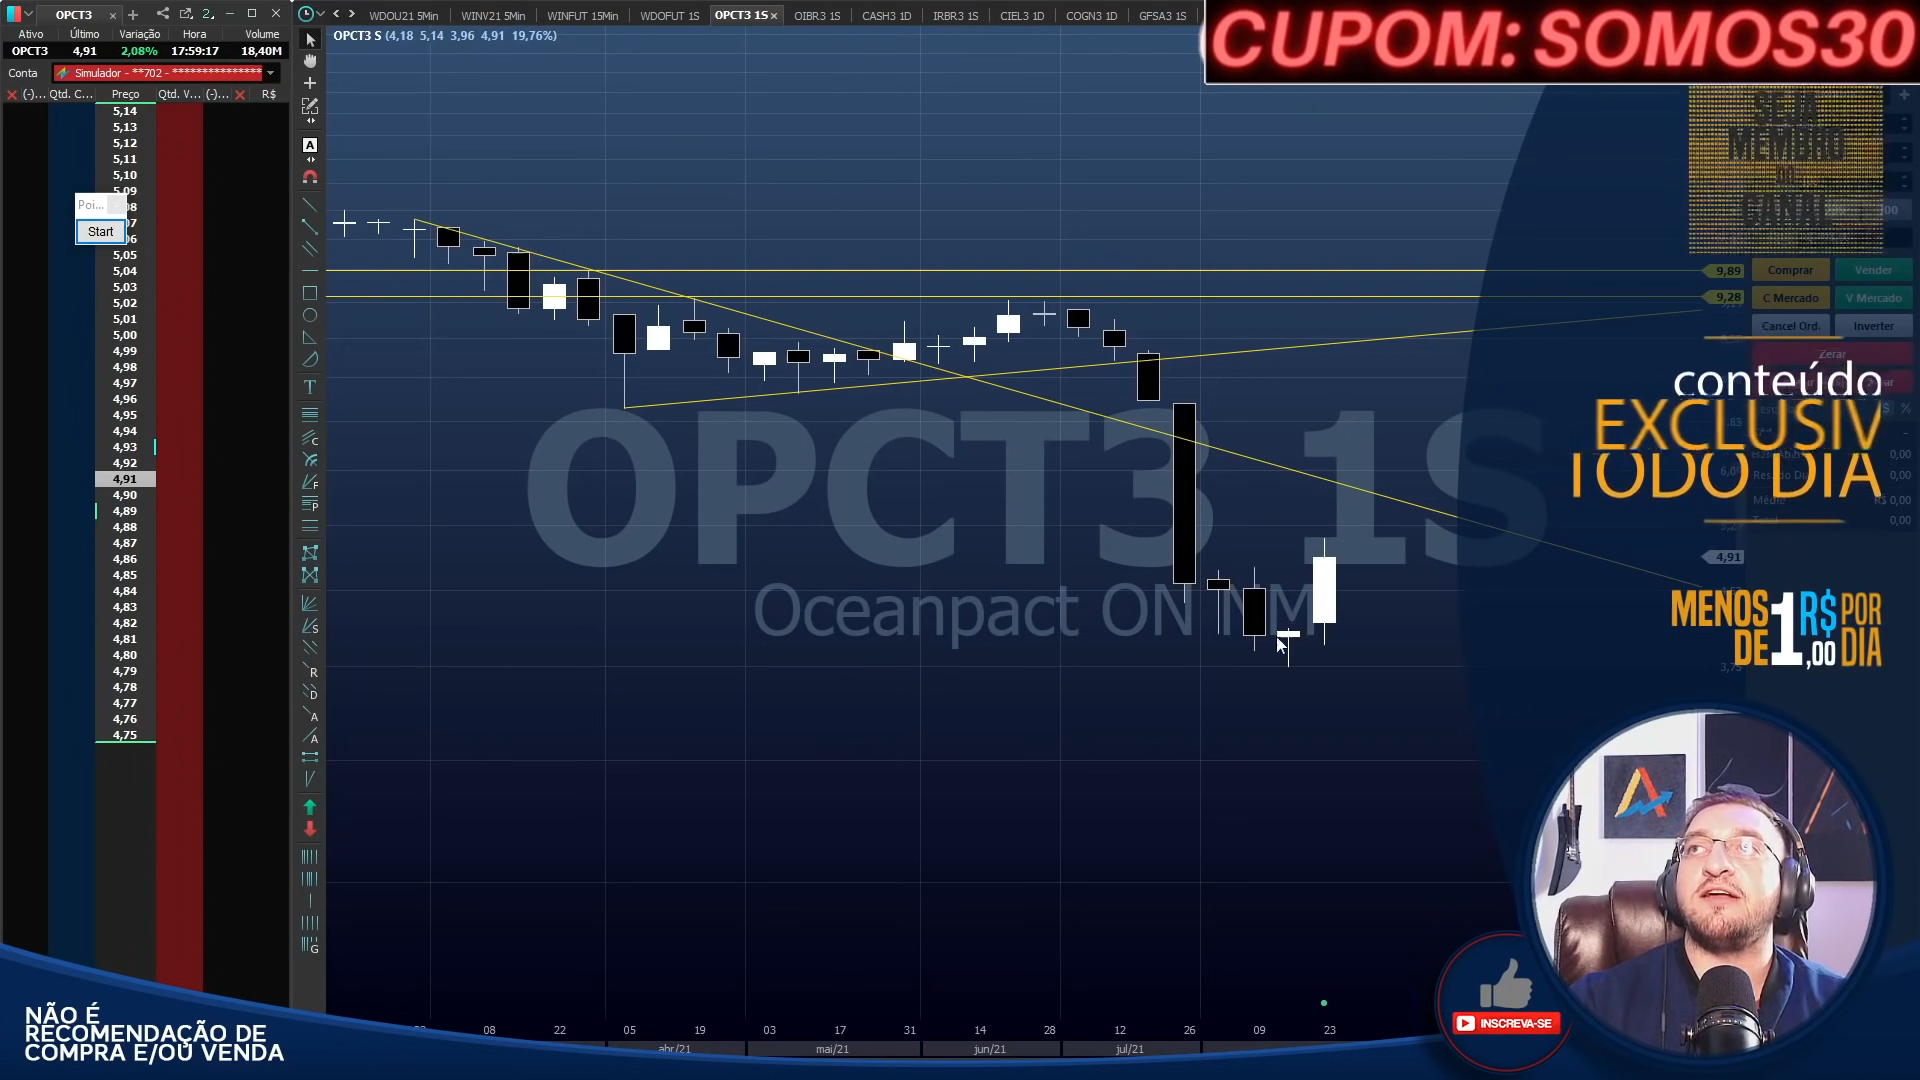 OPCT3
2
Ativo Último Variação Hora Volume
OPCT3 4,91 2,08% 17:59:17 18,40M
Conta Simulador - **702 - ***************
(-)... Qtd. C... Preço Qtd. V... (-)... R$
5,14
5,13
5,12
5,11
5,10
5,09
Poi...
Start
5,05
5,04
5,03
5,02
5,01
5,00
4,99
4,98
4,97
4,96
4,95
4,94
4,93
4,92
4,91
4,90
4,89
4,88
4,87
4,86
4,85
4,84
4,83
4,82
4,81
4,80
4,79
4,78
4,77
4,76
4,75
WDOU21 5Min WINV21 5Min WINFUT 15Min WDOFUT 1S OPCT3 1S OIBR3 1S CASH3 1D IRBR3 1S CIEL3 1D COGN3 1D GFSA3 1S
OPCT3 S (4,18 5,14 3,96 4,91 19,76%)
CUPOM: SOMOS30
SEJA
MEMBRO
DO
CANAL
9,89
9,28
Comprar Vender
C Mercado V Mercado
Cancel Ord. Inverter
Zerar
conteúdo
EXCLUSIV
TODO DIA
4,91
MENOS DE 1 R$ ,00 POR DIA
OPCT3 1S
Oceanpact ON NM
08 22 05 19 03 17 31 14 28 12 26 09 23
abr/21 mai/21 jun/21 jul/21
INSCREVA-SE
NÃO É
RECOMENDAÇÃO DE
COMPRA E/OU VENDA